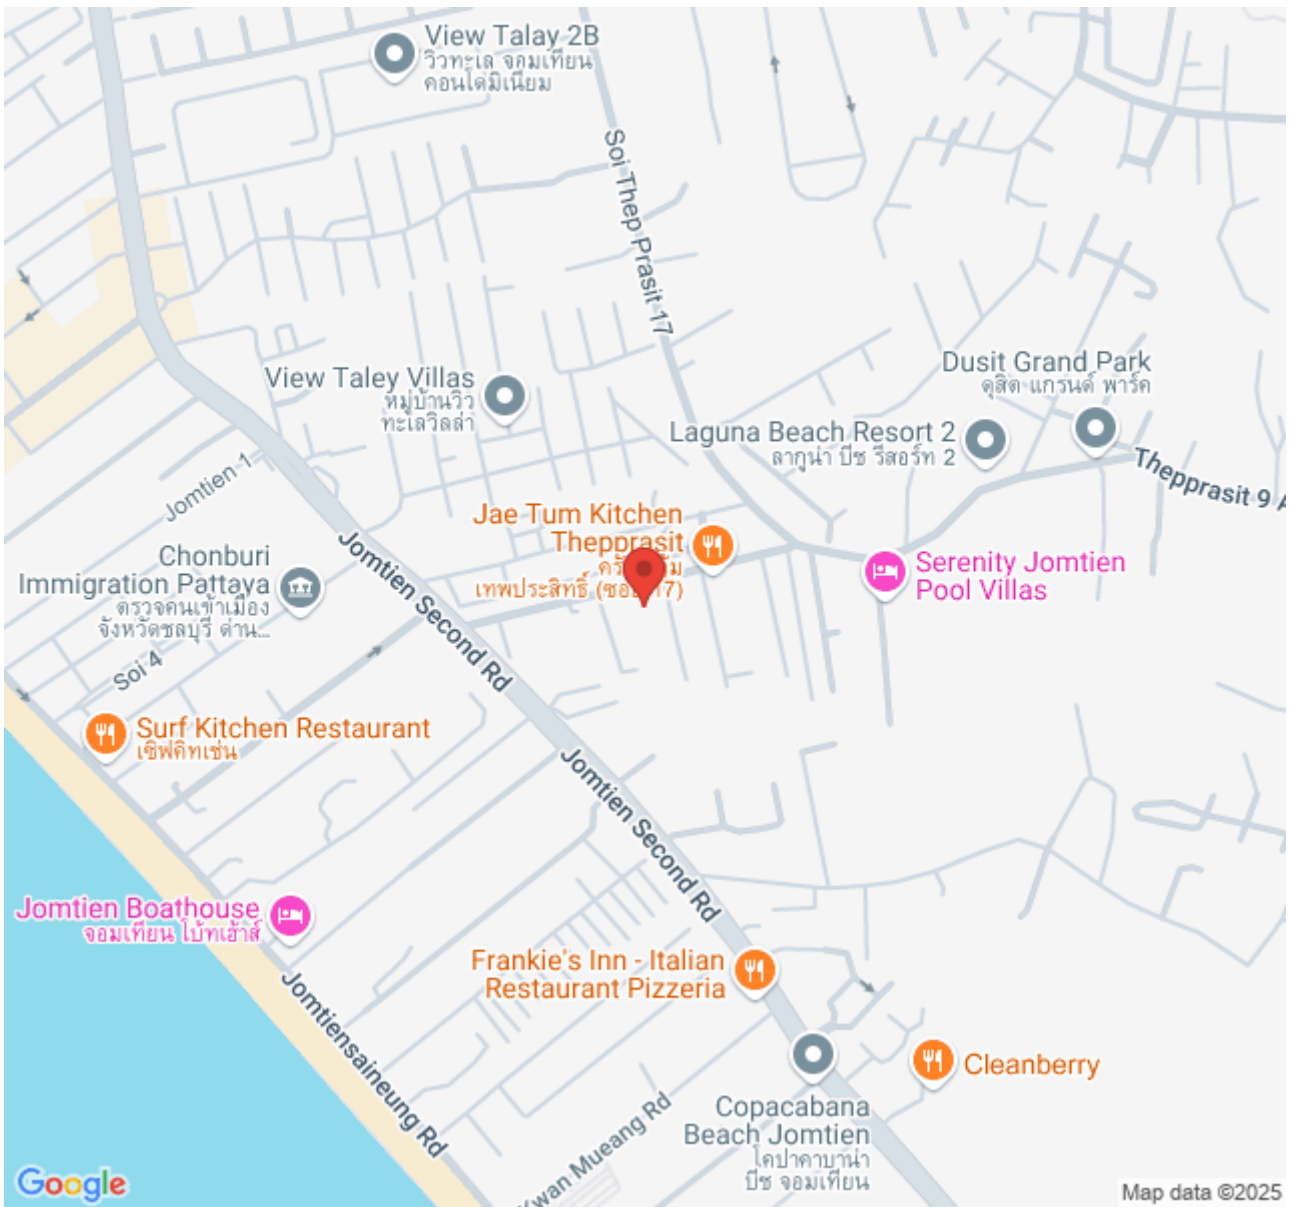 View Talay 2B
วิวทะเล จอมเทียน
คอนโดมิเนียม
Soi Thep Prasit 17
View Taley Villas
หมู่บ้านวิว
ทะเลวิลล่า
Dusit Grand Park
ดุสิต แกรนด์ พาร์ค
Laguna Beach Resort 2
ลากูน่า บีช รีสอร์ท 2
Thepprasit 9
Jomtien 1
Jae Tum Kitchen
Thepprasit
เทพประสิทธิ์ (ซอย 17)
Chonburi
Immigration Pattaya
ตรวจคนเข้าเมือง
จังหวัดชลบุรี ด่าน...
Jomtien Second Rd
Serenity Jomtien
Pool Villas
Soi 4
Surf Kitchen Restaurant
เซิฟคิทเช่น
Jomtien Second Rd
Jomtien Boathouse
จอมเทียน โบ้ทเฮ้าส์
Frankie's Inn - Italian
Restaurant Pizzeria
Jomtiensaineung Rd
Cleanberry
Kwan Mueang Rd
Copacabana
Beach Jomtien
โคปาคาบาน่า
บีช จอมเทียน
Google
Map data ©2025